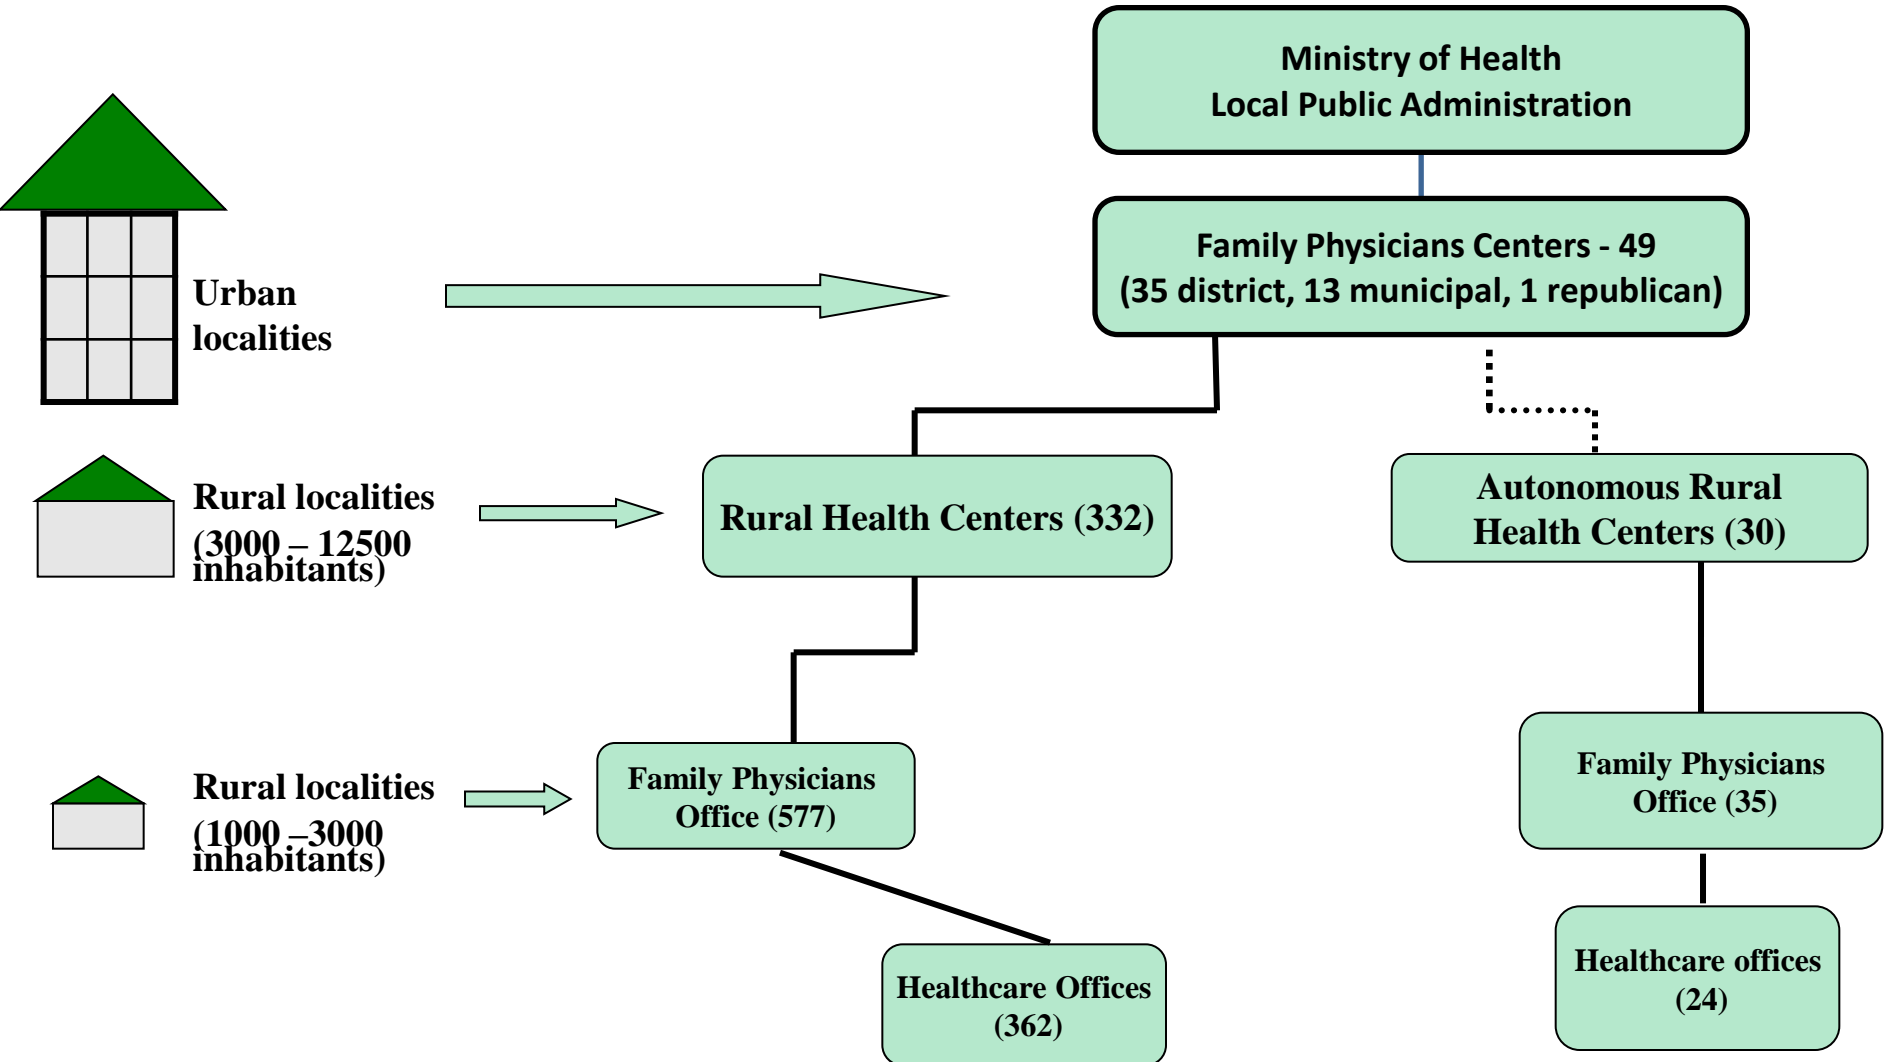 Ministry of Health
Local Public Administration
Family Physicians Centers - 49
(35 district, 13 municipal, 1 republican)
Urban
localities
Rural localities
(3000 – 12500
inhabitants)
Rural Health Centers (332)
Autonomous Rural
Health Centers (30)
Rural localities
(1000 –3000
inhabitants)
Family Physicians
Office (577)
Family Physicians
Office (35)
Healthcare Offices
(362)
Healthcare offices
(24)